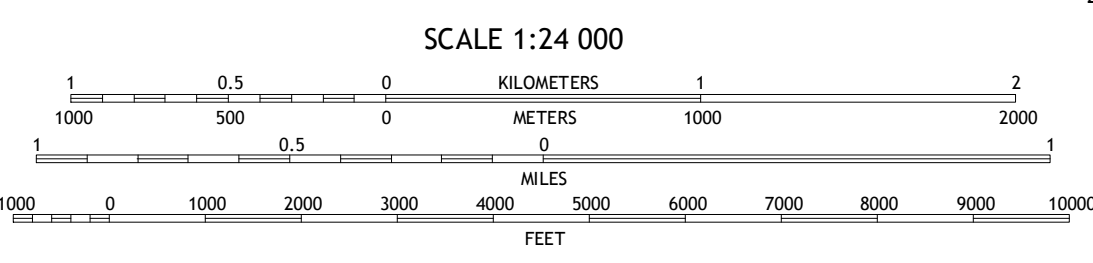 SCALE 1:24 000
1 0.5 0 KILOMETERS 1 2
1000 500 0 METERS 1000 2000
1 0.5 0 1
MILES
1000 0 1000 2000 3000 4000 5000 6000 7000 8000 9000 10000
FEET